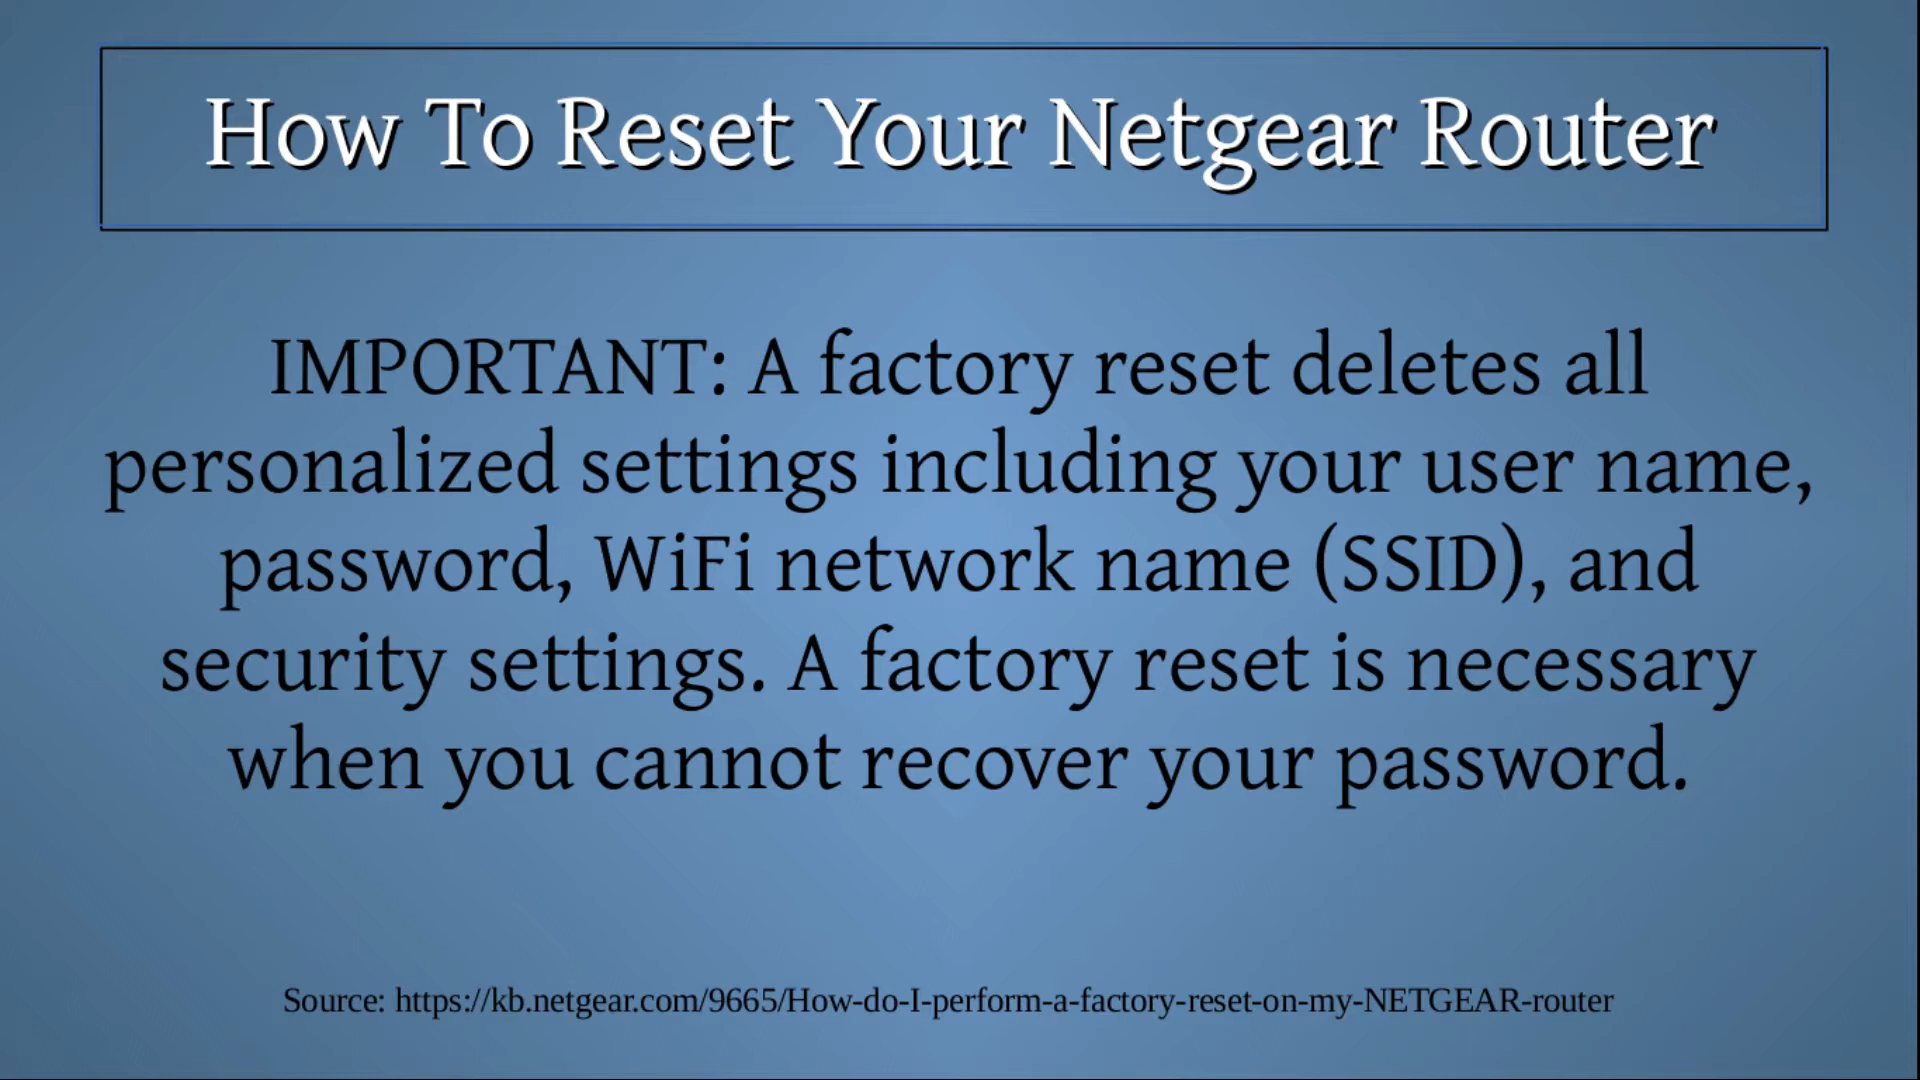 How To Reset Your Netgear Router
IMPORTANT: A factory reset deletes all
personalized settings including your user name,
password, WiFi network name (SSID), and
security settings. A factory reset is necessary
when you cannot recover your password.
Source: https://kb.netgear.com/9665/How-do-I-perform-a-factory-reset-on-my-NETGEAR-router